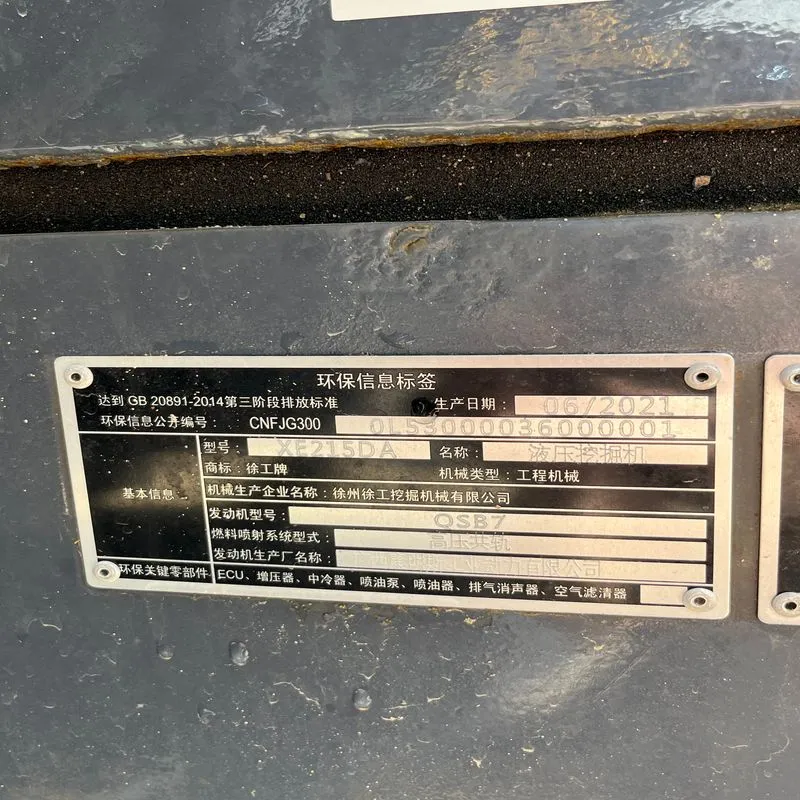 环保信息标签
达到 GB 20891-2014第三阶段排放标准 生产日期: 06/2021
环保信息公开编号: CNFJG300 0L53000036000001
型号: XE215DA 名称: 液压挖掘机
商标: 徐工牌 机械类型: 工程机械
基本信息
机械生产企业名称: 徐州徐工挖掘机械有限公司
发动机型号: QSB7
燃料喷射系统型式: 高压共轨
发动机生产厂名称: 有限公司
环保关键零部件 ECU、增压器、中冷器、喷油泵、喷油器、排气消声器、空气滤清器